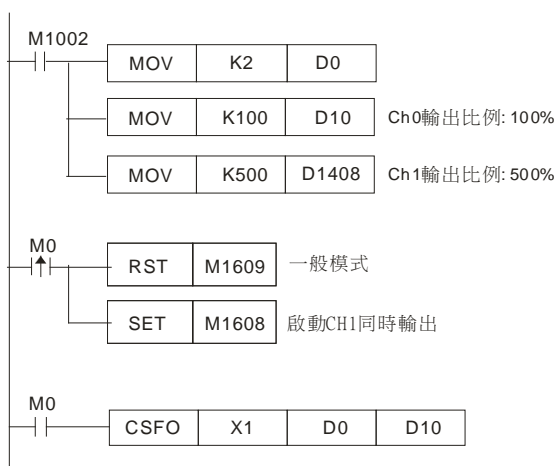 M1002
MOV K2 D0
MOV K100 D10 Ch0輸出比例: 100%
MOV K500 D1408 Ch1輸出比例: 500%
M0
RST M1609 一般模式
SET M1608 啟動CH1同時輸出
M0
CSFO X1 D0 D10